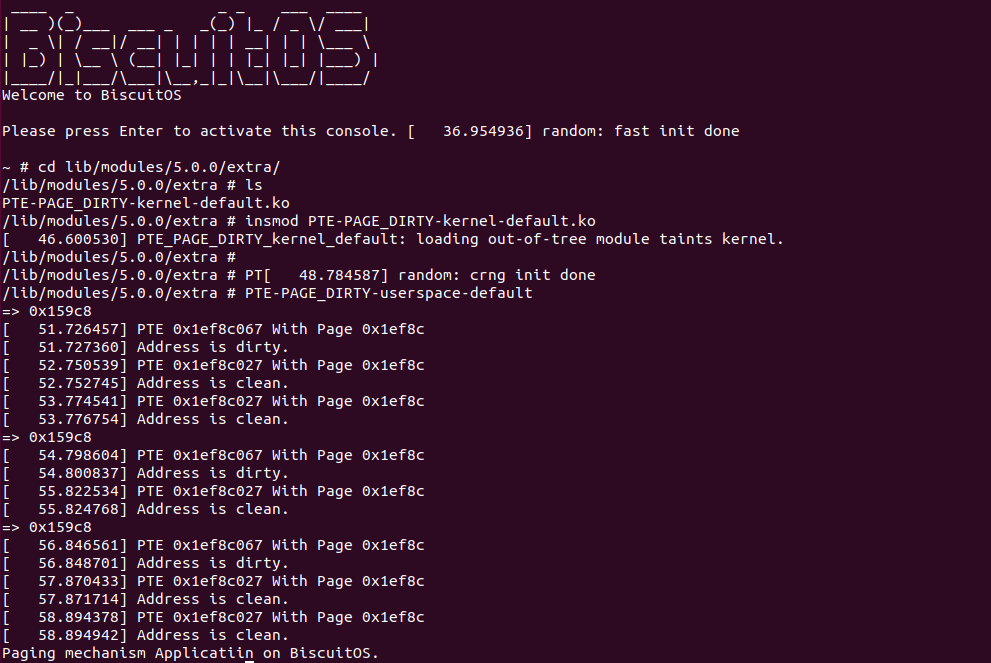 ____  _                _ _    ___  ____
| __ )(_)___  ___ _   _(_) |_ / _ \/ ___|
|  _ \| / __|/ __| | | | | __| | | \___ \
| |_) | \__ \ (__| |_| | | |_| |_| |___) |
|____/|_|___/\___|\__,_|_|\__|\___/|____/
Welcome to BiscuitOS
Please press Enter to activate this console. [   36.954936] random: fast init done
~ # cd lib/modules/5.0.0/extra/
/lib/modules/5.0.0/extra # ls
PTE-PAGE_DIRTY-kernel-default.ko
/lib/modules/5.0.0/extra # insmod PTE-PAGE_DIRTY-kernel-default.ko
[   46.600530] PTE_PAGE_DIRTY_kernel_default: loading out-of-tree module taints kernel.
/lib/modules/5.0.0/extra #
/lib/modules/5.0.0/extra # PT[   48.784587] random: crng init done
/lib/modules/5.0.0/extra # PTE-PAGE_DIRTY-userspace-default
=> 0x159c8
[   51.726457] PTE 0x1ef8c067 With Page 0x1ef8c
[   51.727360] Address is dirty.
[   52.750539] PTE 0x1ef8c027 With Page 0x1ef8c
[   52.752745] Address is clean.
[   53.774541] PTE 0x1ef8c027 With Page 0x1ef8c
[   53.776754] Address is clean.
=> 0x159c8
[   54.798604] PTE 0x1ef8c067 With Page 0x1ef8c
[   54.800837] Address is dirty.
[   55.822534] PTE 0x1ef8c027 With Page 0x1ef8c
[   55.824768] Address is clean.
=> 0x159c8
[   56.846561] PTE 0x1ef8c067 With Page 0x1ef8c
[   56.848701] Address is dirty.
[   57.870433] PTE 0x1ef8c027 With Page 0x1ef8c
[   57.871714] Address is clean.
[   58.894378] PTE 0x1ef8c027 With Page 0x1ef8c
[   58.894942] Address is clean.
Paging mechanism Applicatiin on BiscuitOS.